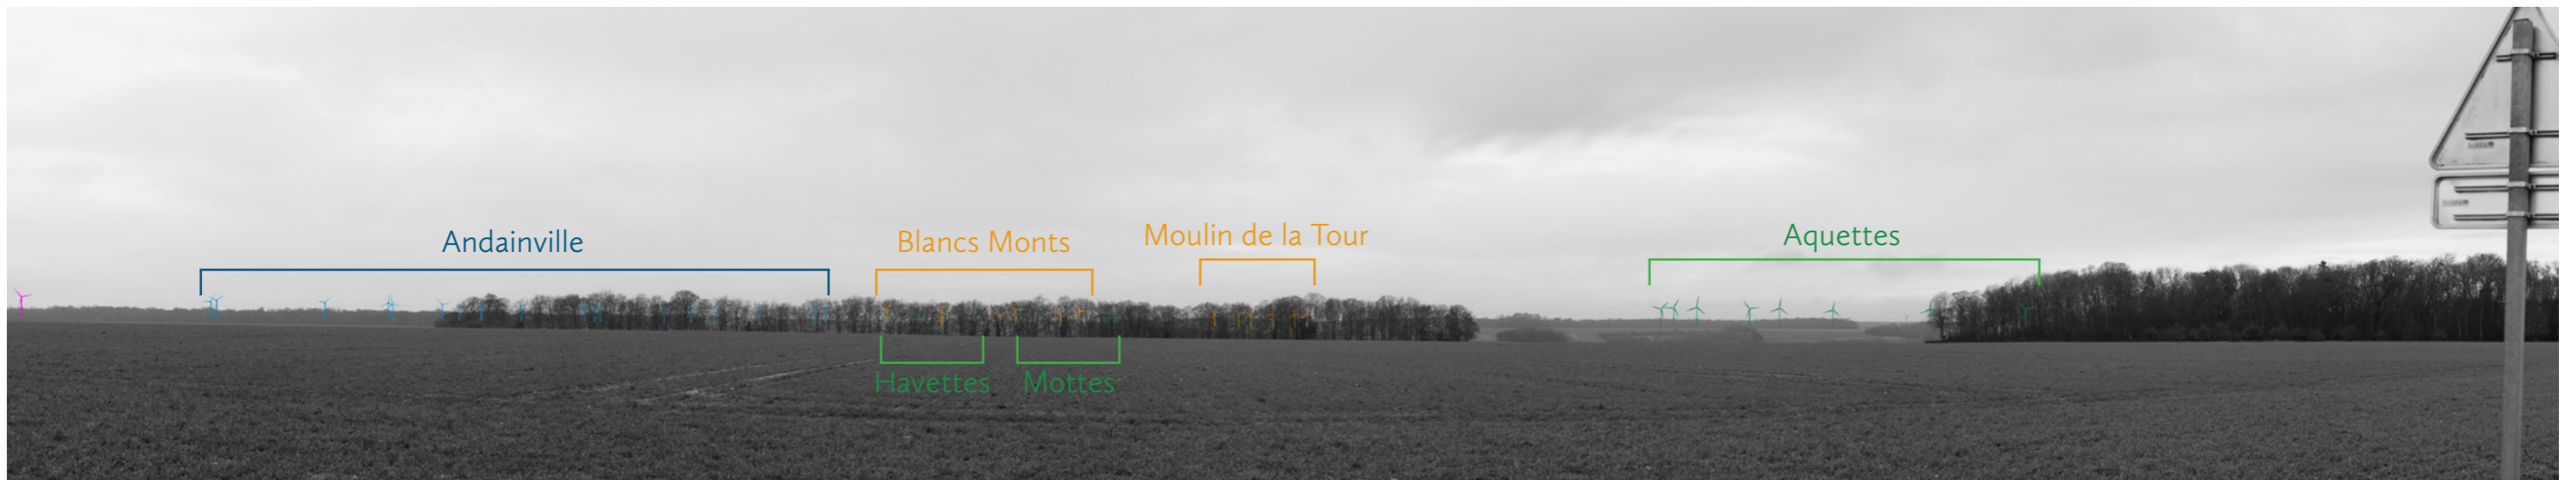 Andainville
Blancs Monts
Moulin de la Tour
Aquettes
Havettes
Mottes